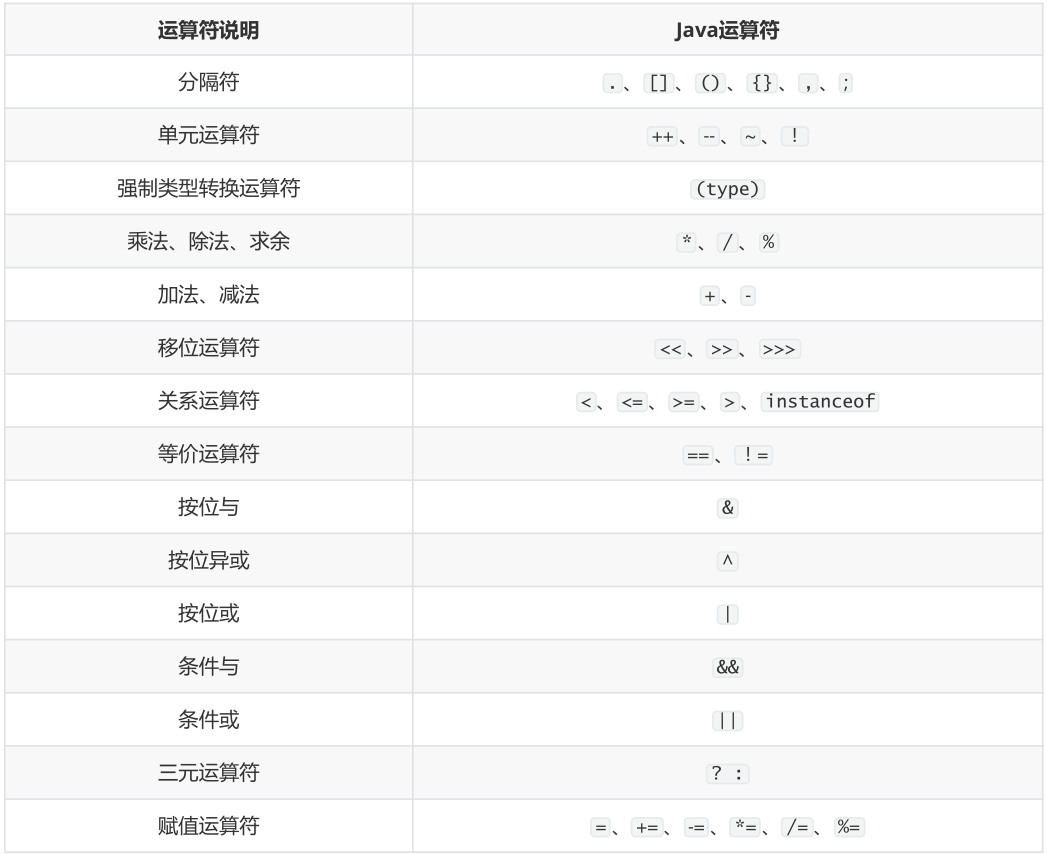 运算符说明 Java运算符
分隔符 .、[]、()、{}、,、;
单元运算符 ++、--、~、!
强制类型转换运算符 (type)
乘法、除法、求余 *、/、%
加法、减法 +、-
移位运算符 <<、>>、>>>
关系运算符 <、<=、>=、>、instanceof
等价运算符 ==、!=
按位与 &
按位异或 ^
按位或 |
条件与 &&
条件或 ||
三元运算符 ? :
赋值运算符 =、+=、-=、*=、/=、%=